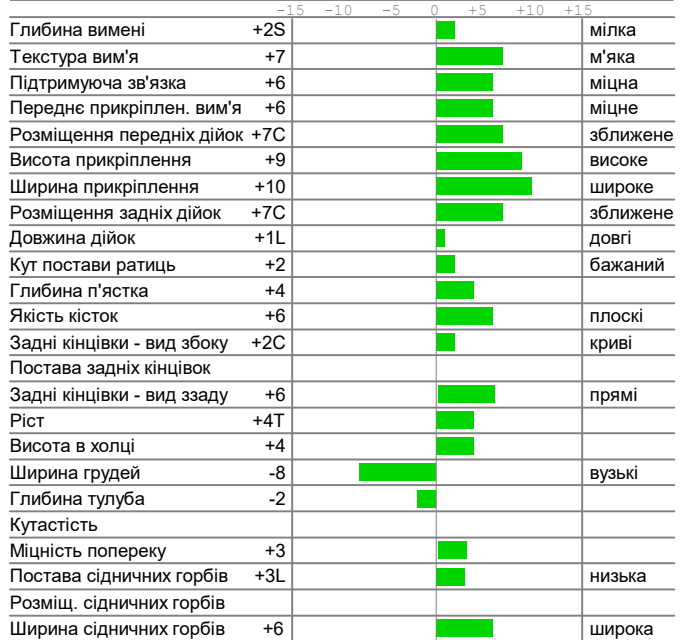 -15 -10 -5 0 +5 +10 +15
Глибина вимені +2S мілка
Текстура вим'я +7 м'яка
Підтримуюча зв'язка +6 міцна
Переднє прикріплен. вим'я +6 міцне
Розміщення передніх дійок +7C зближене
Висота прикріплення +9 високе
Ширина прикріплення +10 широке
Розміщення задніх дійок +7C зближене
Довжина дійок +1L довгі
Кут постави ратиць +2 бажаний
Глибина п'ястка +4
Якість кісток +6 плоскі
Задні кінцівки - вид збоку +2C криві
Постава задніх кінцівок
Задні кінцівки - вид ззаду +6 прямі
Ріст +4T
Висота в холці +4
Ширина грудей -8 вузькі
Глибина тулуба -2
Кутастість
Міцність попереку +3
Постава сідничних горбів +3L низька
Розміщ. сідничних горбів
Ширина сідничних горбів +6 широка